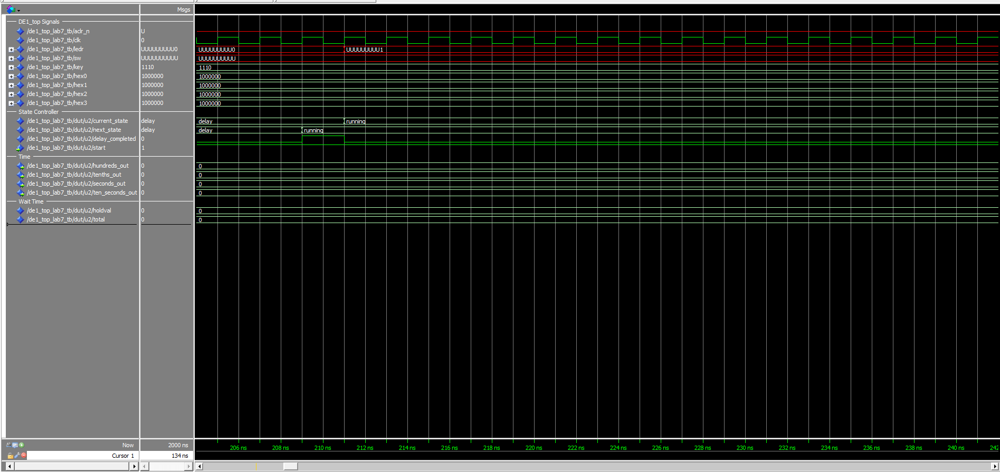 Msgs
DE1_top Signals
/de1_top_lab7_tb/aclr_n U
/de1_top_lab7_tb/clk 0
/de1_top_lab7_tb/ledr UUUUUUUUU0 UUUUUUUUU0 UUUUUUUUU1
/de1_top_lab7_tb/sw UUUUUUUUUU UUUUUUUUUU
/de1_top_lab7_tb/key 1110 1110
/de1_top_lab7_tb/hex0 1000000 1000000
/de1_top_lab7_tb/hex1 1000000 1000000
/de1_top_lab7_tb/hex2 1000000 1000000
/de1_top_lab7_tb/hex3 1000000 1000000
State Controller
/de1_top_lab7_tb/dut/u2/current_state delay delay running
/de1_top_lab7_tb/dut/u2/next_state delay delay running
/de1_top_lab7_tb/dut/u2/delay_completed 0
/de1_top_lab7_tb/dut/u2/start 1
Time
/de1_top_lab7_tb/dut/u2/hundreds_out 0 0
/de1_top_lab7_tb/dut/u2/tenths_out 0 0
/de1_top_lab7_tb/dut/u2/seconds_out 0 0
/de1_top_lab7_tb/dut/u2/ten_seconds_out 0 0
Wait Time
/de1_top_lab7_tb/dut/u2/holdval 0 0
/de1_top_lab7_tb/dut/u2/total 0 0
Now 2000 ns 206 ns 208 ns 210 ns 212 ns 214 ns 216 ns 218 ns 220 ns 222 ns 224 ns 226 ns 228 ns 230 ns 232 ns 234 ns 236 ns 238 ns 240 ns 242
Cursor 1 134 ns